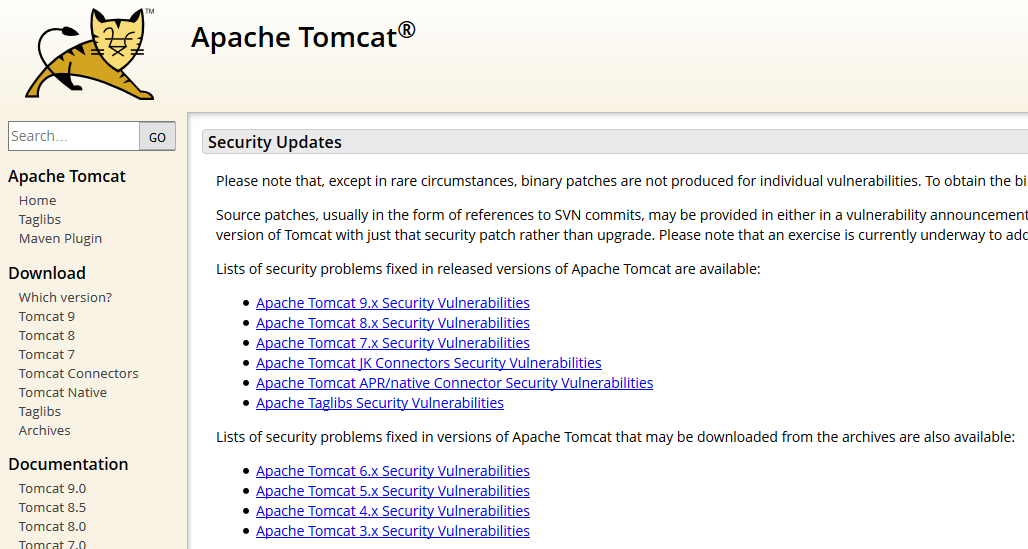 TM
Apache Tomcat®
Search…
GO
Apache Tomcat
Home
Taglibs
Maven Plugin
Download
Which version?
Tomcat 9
Tomcat 8
Tomcat 7
Tomcat Connectors
Tomcat Native
Taglibs
Archives
Documentation
Tomcat 9.0
Tomcat 8.5
Tomcat 8.0
Tomcat 7.0
Security Updates
Please note that, except in rare circumstances, binary patches are not produced for individual vulnerabilities. To obtain the bi
Source patches, usually in the form of references to SVN commits, may be provided in either in a vulnerability announcement
version of Tomcat with just that security patch rather than upgrade. Please note that an exercise is currently underway to add
Lists of security problems fixed in released versions of Apache Tomcat are available:
Apache Tomcat 9.x Security Vulnerabilities
Apache Tomcat 8.x Security Vulnerabilities
Apache Tomcat 7.x Security Vulnerabilities
Apache Tomcat JK Connectors Security Vulnerabilities
Apache Tomcat APR/native Connector Security Vulnerabilities
Apache Taglibs Security Vulnerabilities
Lists of security problems fixed in versions of Apache Tomcat that may be downloaded from the archives are also available:
Apache Tomcat 6.x Security Vulnerabilities
Apache Tomcat 5.x Security Vulnerabilities
Apache Tomcat 4.x Security Vulnerabilities
Apache Tomcat 3.x Security Vulnerabilities